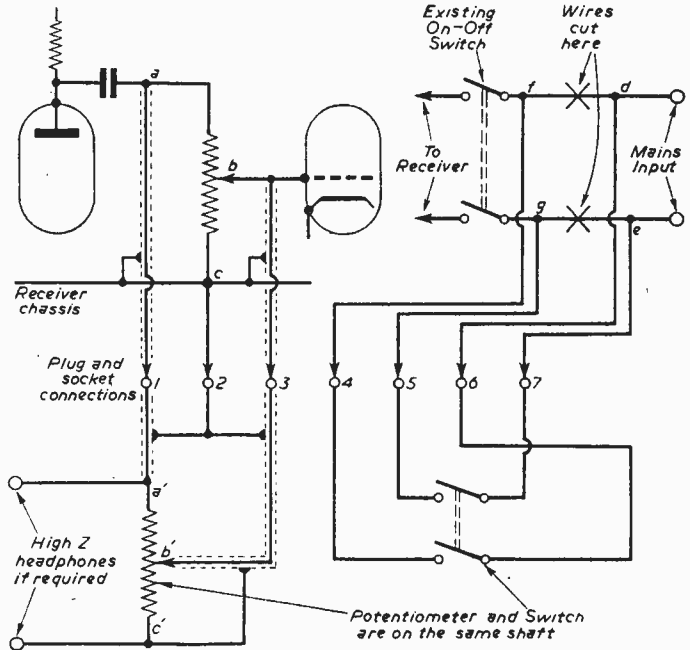 Existing
On-Off
Switch
Wires
cut
here
a
f
d
b
To
Receiver
Mains
Input
g
e
c
Receiver
chassis
Plug and
socket
connections
1
2
3
4
5
6
7
a'
High Z
headphones
if required
b'
c'
Potentiometer and Switch
are on the same shaft